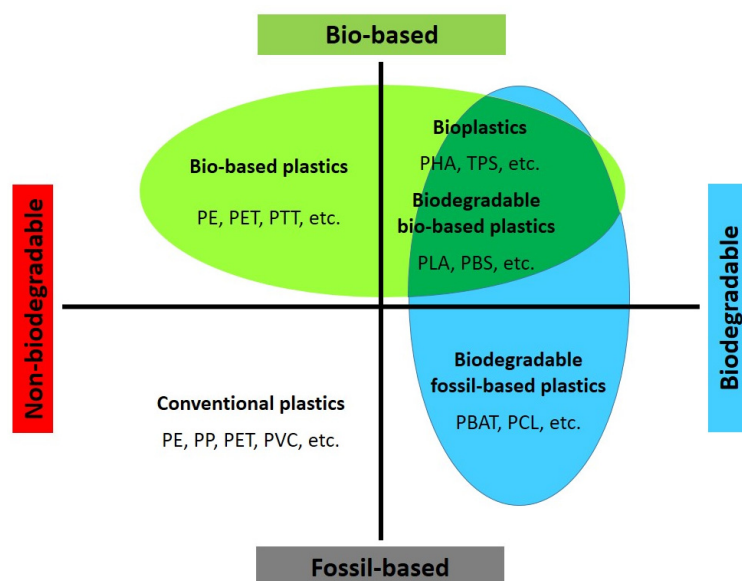 Bio-based
Bioplastics
PHA, TPS, etc.
Bio-based plastics
PE, PET, PTT, etc.
Biodegradable
bio-based plastics
PLA, PBS, etc.
Non-biodegradable
Biodegradable
Biodegradable
fossil-based plastics
PBAT, PCL, etc.
Conventional plastics
PE, PP, PET, PVC, etc.
Fossil-based